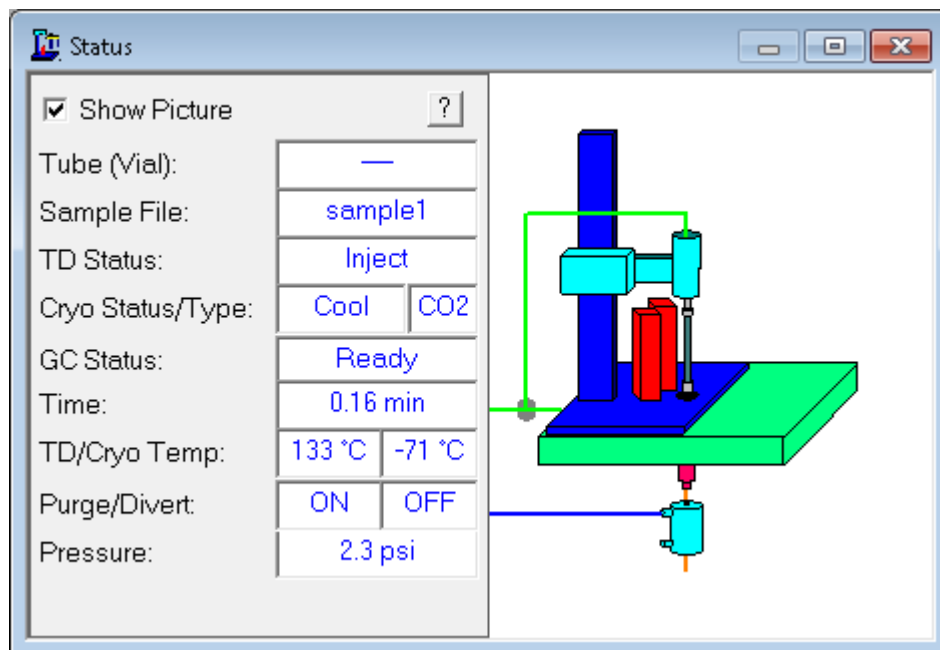 Status
Show Picture ?
Tube (Vial): —
Sample File: sample1
TD Status: Inject
Cryo Status/Type: Cool CO2
GC Status: Ready
Time: 0.16 min
TD/Cryo Temp: 133 °C -71 °C
Purge/Divert: ON OFF
Pressure: 2.3 psi